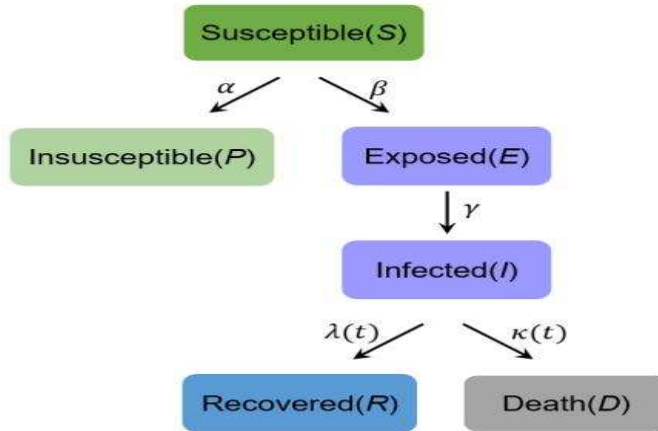 Susceptible(S)
α β
Insusceptible(P) Exposed(E)
γ
Infected(I)
λ(t) κ(t)
Recovered(R) Death(D)